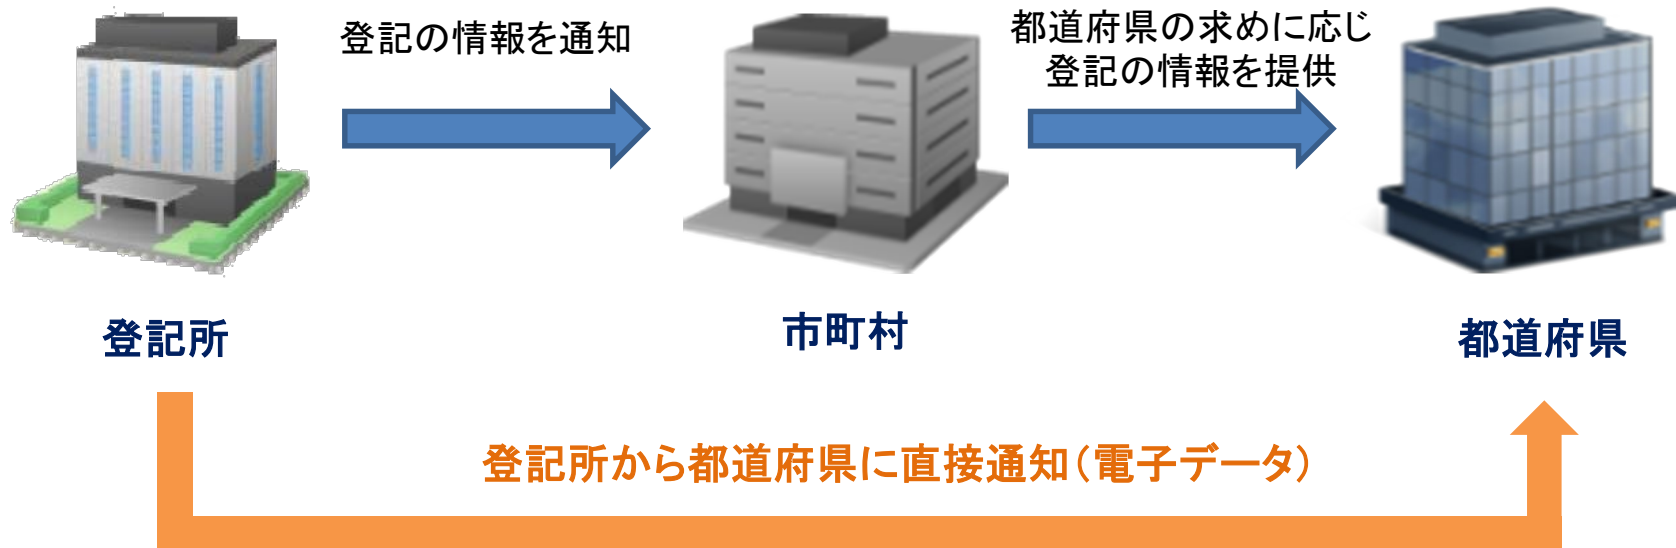 登記の情報を通知
都道府県の求めに応じ
登記の情報を提供
登記所
市町村
都道府県
登記所から都道府県に直接通知（電子データ）